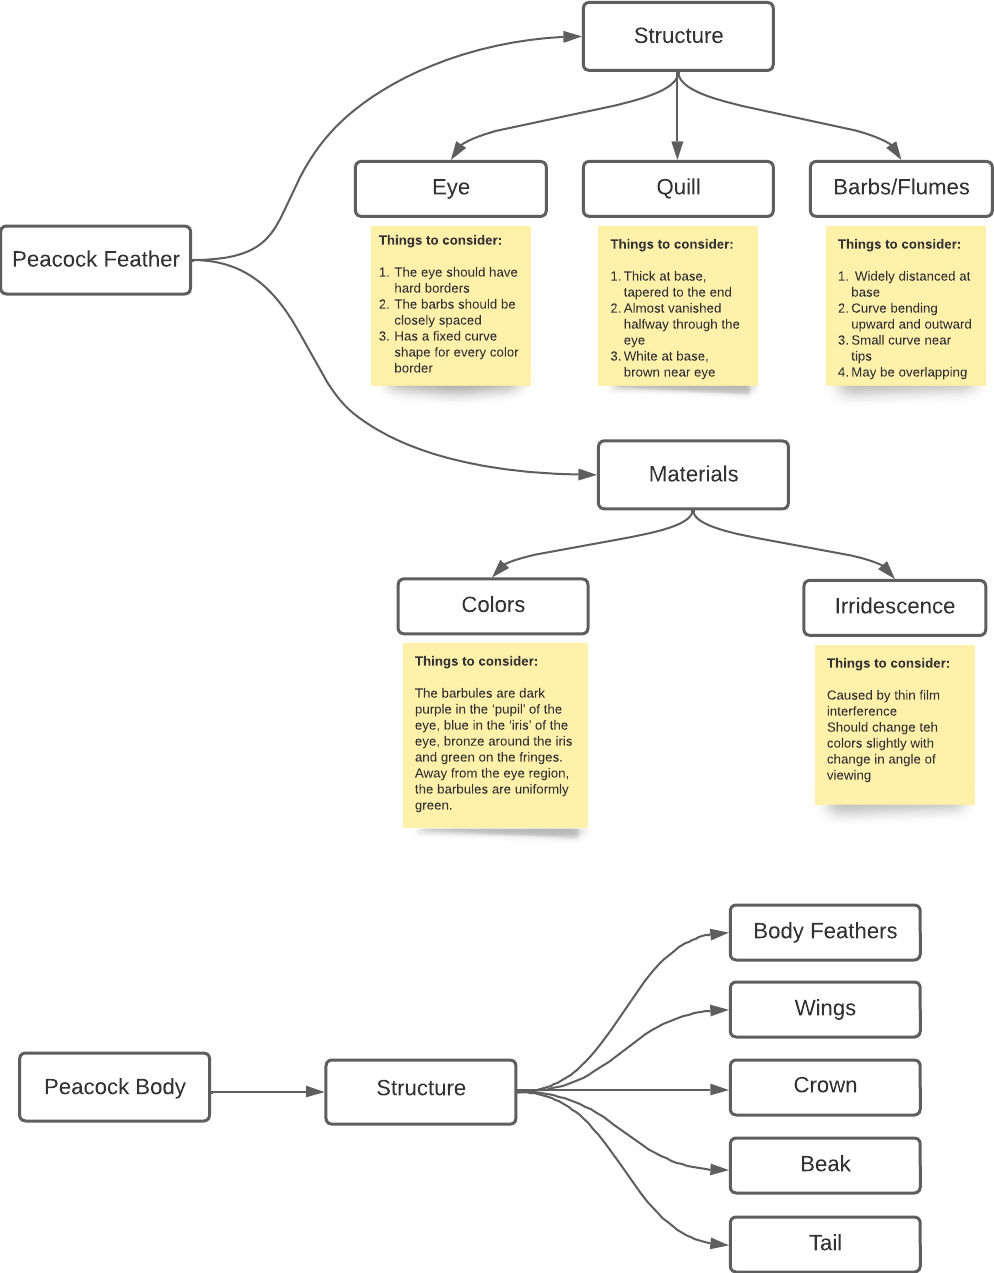 Structure
Eye
Quill
Barbs/Flumes
Peacock Feather
Things to consider:
1. The eye should have
hard borders
2. The barbs should be
closely spaced
3. Has a fixed curve
shape for every color
border
Things to consider:
1. Thick at base,
tapered to the end
2. Almost vanished
halfway through the
eye
3. White at base,
brown near eye
Things to consider:
1. Widely distanced at
base
2. Curve bending
upward and outward
3. Small curve near
tips
4. May be overlapping
Materials
Colors
Irridescence
Things to consider:
The barbules are dark
purple in the ‘pupil’ of the
eye, blue in the ‘iris’ of the
eye, bronze around the iris
and green on the fringes.
Away from the eye region,
the barbules are uniformly
green.
Things to consider:
Caused by thin film
interference
Should change teh
colors slightly with
change in angle of
viewing
Body Feathers
Wings
Peacock Body
Structure
Crown
Beak
Tail